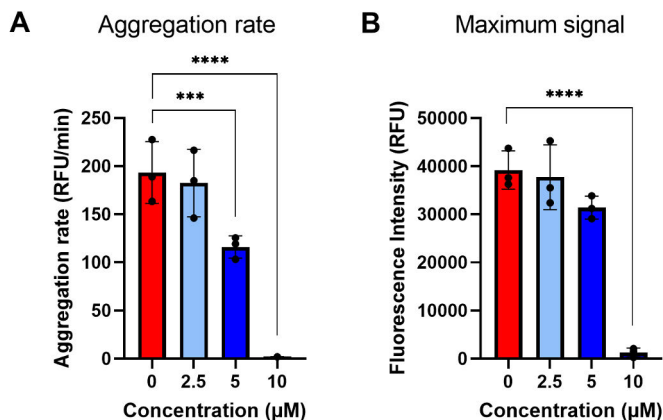 A Aggregation rate
****
***
250
200
150
100
50
0
Aggregation rate (RFU/min)
0 2.5 5 10
Concentration (µM)
B Maximum signal
****
50000
40000
30000
20000
10000
0
Fluorescence Intensity (RFU)
0 2.5 5 10
Concentration (µM)